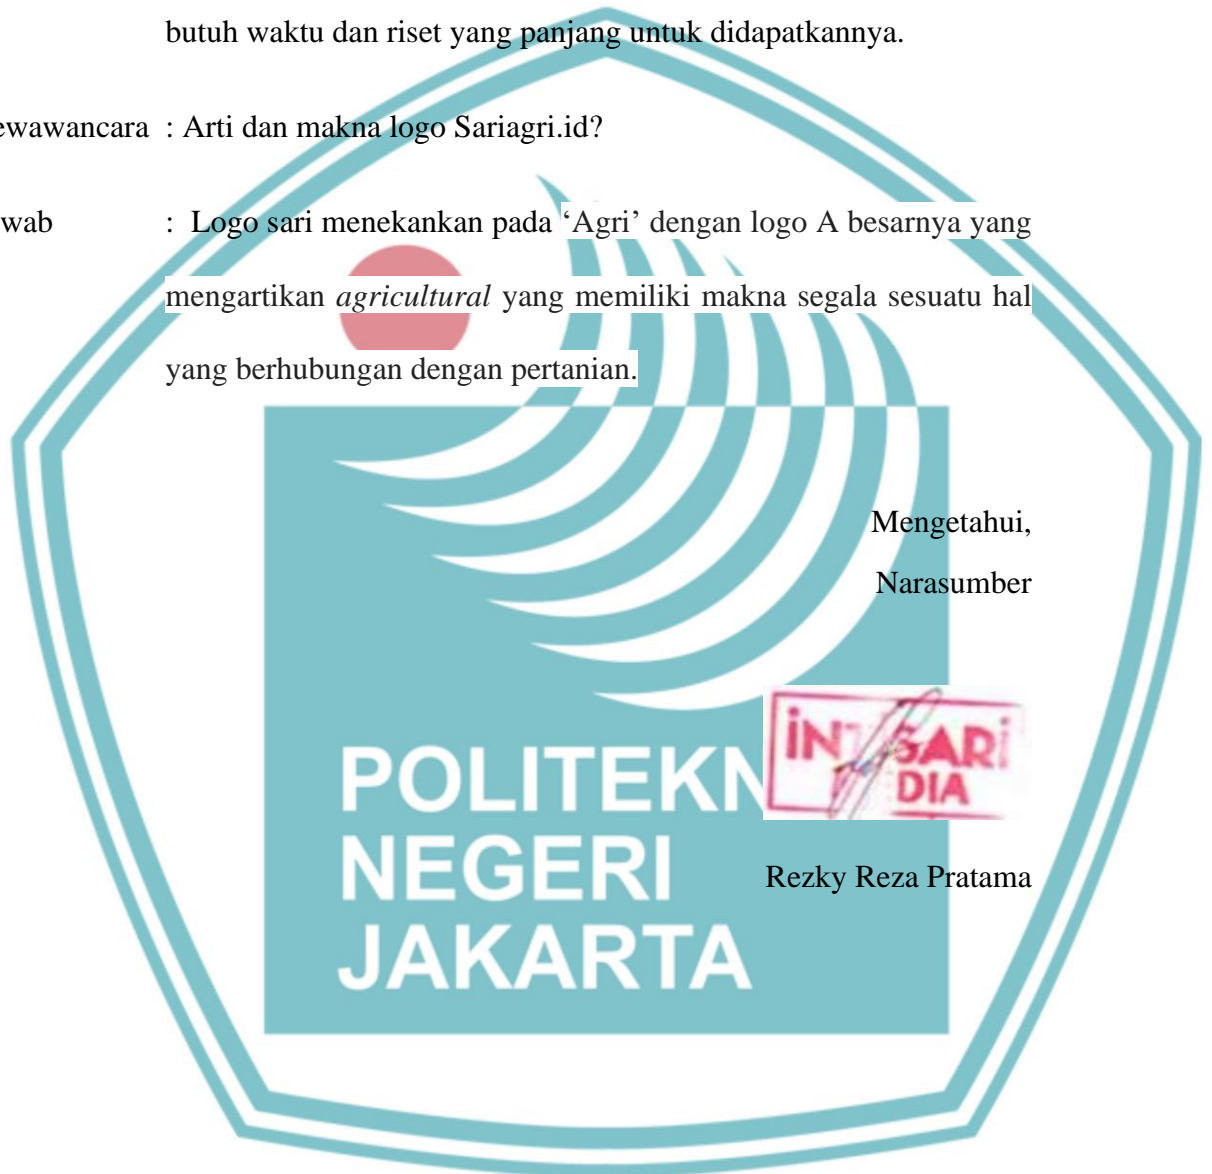 butuh waktu dan riset yang panjang untuk didapatkannya.
ewawancara : Arti dan makna logo Sariagri.id?
wab : Logo sari menekankan pada ‘Agri’ dengan logo A besarnya yang
mengartikan agricultural yang memiliki makna segala sesuatu hal
yang berhubungan dengan pertanian.
Mengetahui,
Narasumber
SARi
DIA
POLITEKN
NEGERI
JAKARTA
Rezky Reza Pratama